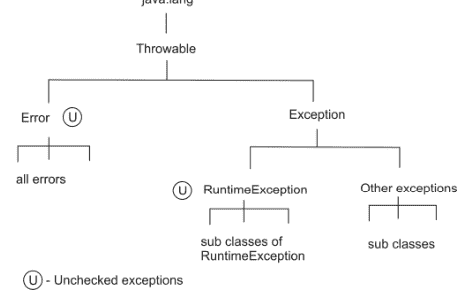 java.lang
Throwable
Error U
Exception
all errors
U RuntimeException
Other exceptions
sub classes of
RuntimeException
sub classes
U - Unchecked exceptions